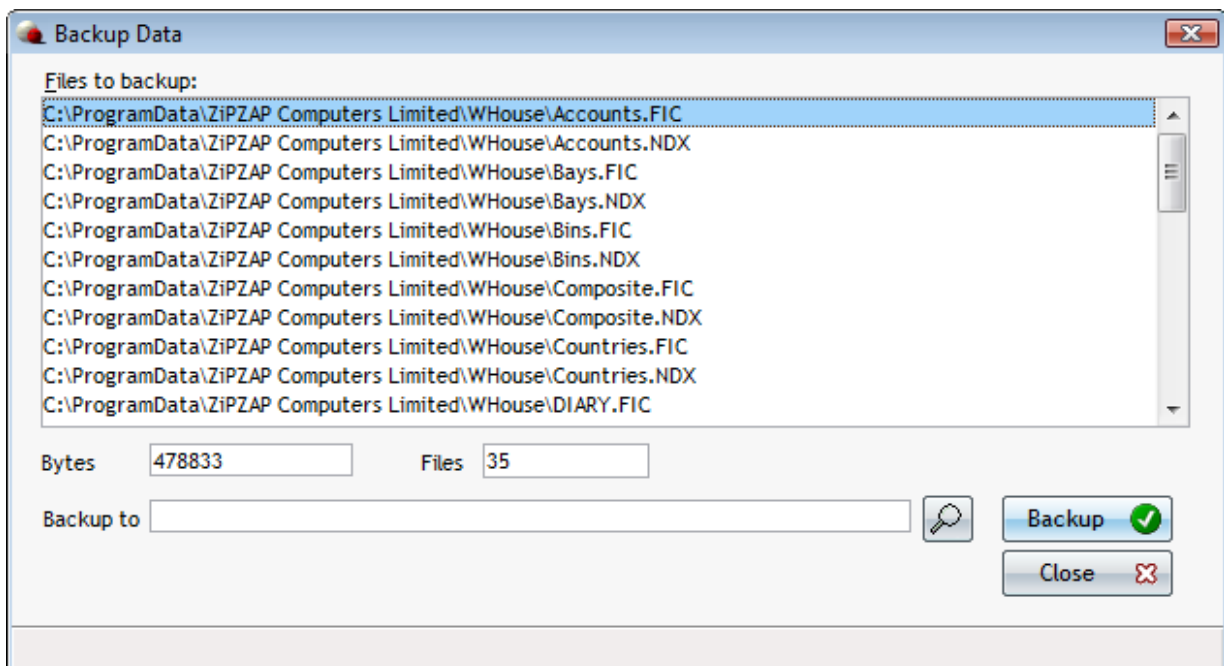 Backup Data
Files to backup:
C:\ProgramData\ZiPZAP Computers Limited\WHouse\Accounts.FIC
C:\ProgramData\ZiPZAP Computers Limited\WHouse\Accounts.NDX
C:\ProgramData\ZiPZAP Computers Limited\WHouse\Bays.FIC
C:\ProgramData\ZiPZAP Computers Limited\WHouse\Bays.NDX
C:\ProgramData\ZiPZAP Computers Limited\WHouse\Bins.FIC
C:\ProgramData\ZiPZAP Computers Limited\WHouse\Bins.NDX
C:\ProgramData\ZiPZAP Computers Limited\WHouse\Composite.FIC
C:\ProgramData\ZiPZAP Computers Limited\WHouse\Composite.NDX
C:\ProgramData\ZiPZAP Computers Limited\WHouse\Countries.FIC
C:\ProgramData\ZiPZAP Computers Limited\WHouse\Countries.NDX
C:\ProgramData\ZiPZAP Computers Limited\WHouse\DIARY.FIC
Bytes 478833 Files 35
Backup to Backup
Close